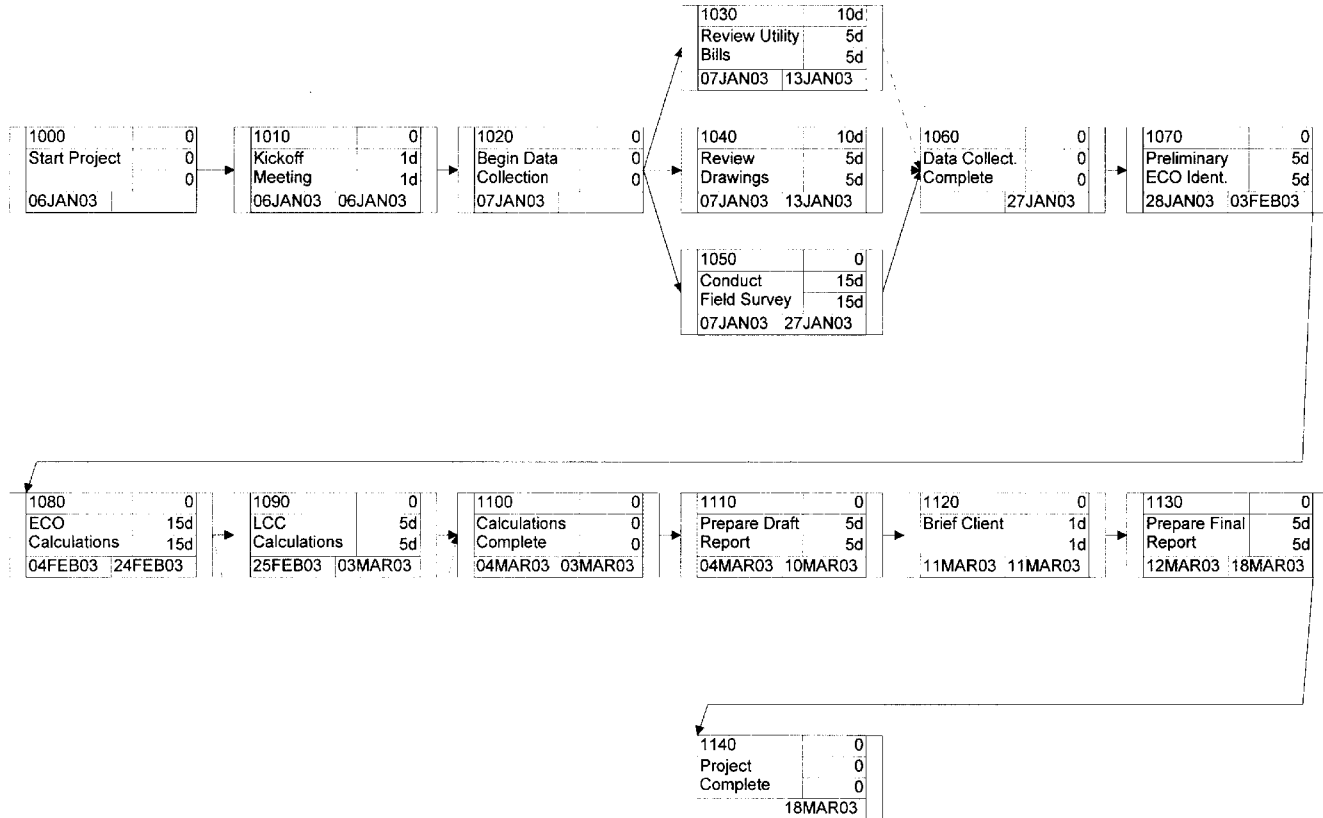 1030 10d
Review Utility 5d
Bills 5d
07JAN03 13JAN03
1000 0
Start Project 0
0
06JAN03
1010 0
Kickoff 1d
Meeting 1d
06JAN03 06JAN03
1020 0
Begin Data 0
Collection 0
07JAN03
1040 10d
Review 5d
Drawings 5d
07JAN03 13JAN03
1060 0
Data Collect. 0
Complete 0
27JAN03
1070 0
Preliminary 5d
ECO Ident. 5d
28JAN03 03FEB03
1050 0
Conduct 15d
Field Survey 15d
07JAN03 27JAN03
1080 0
ECO 15d
Calculations 15d
04FEB03 24FEB03
1090 0
LCC 5d
Calculations 5d
25FEB03 03MAR03
1100 0
Calculations 0
Complete 0
04MAR03 03MAR03
1110 0
Prepare Draft 5d
Report 5d
04MAR03 10MAR03
1120 0
Brief Client 1d
1d
11MAR03 11MAR03
1130 0
Prepare Final 5d
Report 5d
12MAR03 18MAR03
1140 0
Project 0
Complete 0
18MAR03